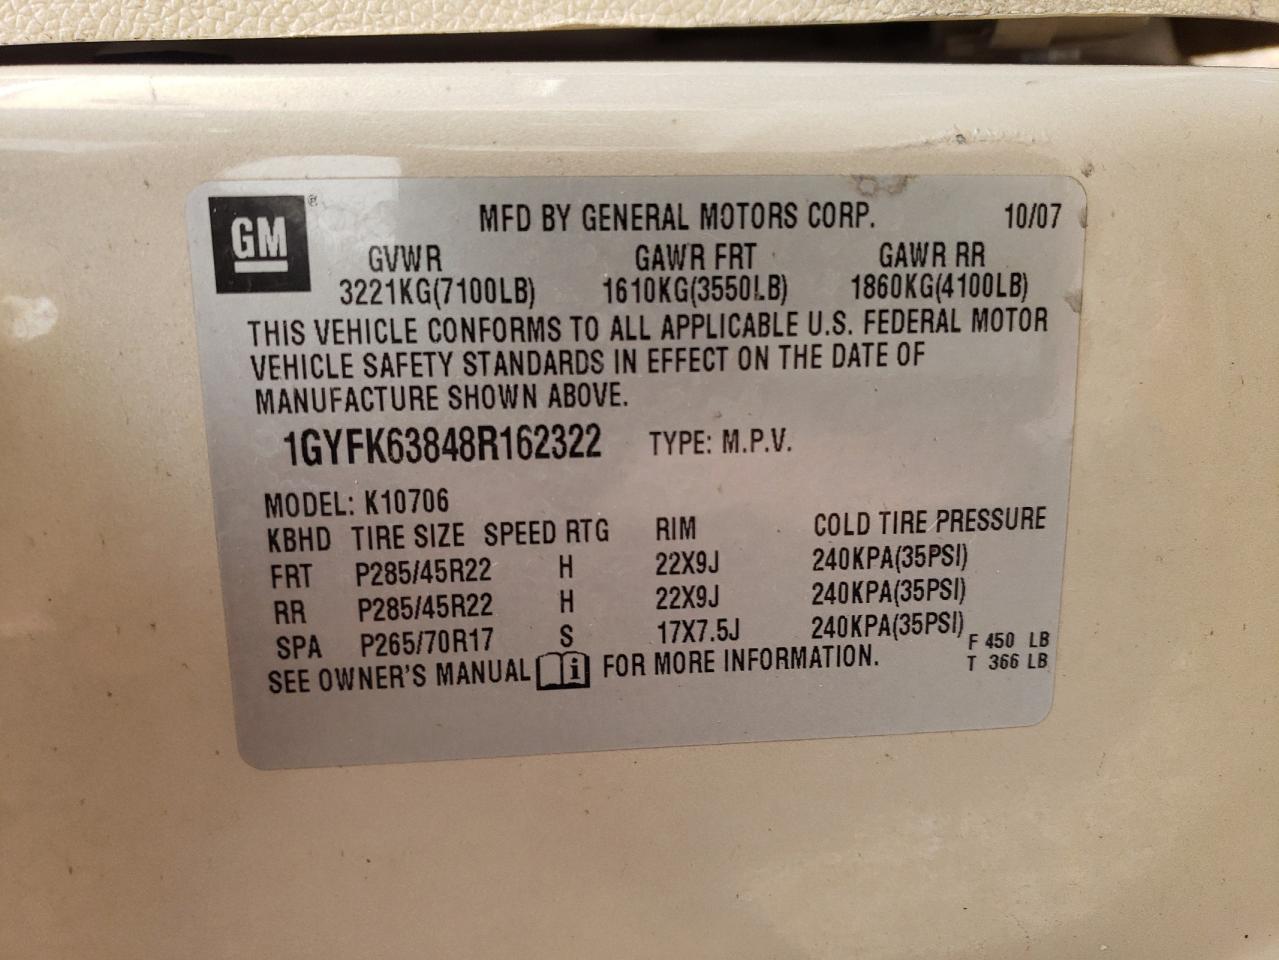 GM®
MFD BY GENERAL MOTORS CORP. 10/07
GVWR GAWR FRT GAWR RR
3221KG(7100LB) 1610KG(3550LB) 1860KG(4100LB)
THIS VEHICLE CONFORMS TO ALL APPLICABLE U.S. FEDERAL MOTOR
VEHICLE SAFETY STANDARDS IN EFFECT ON THE DATE OF
MANUFACTURE SHOWN ABOVE.
1GYFK63848R162322 TYPE: M.P.V.
MODEL: K10706
KBHD TIRE SIZE SPEED RTG RIM COLD TIRE PRESSURE
FRT P285/45R22 H 22X9J 240KPA(35PSI)
RR P285/45R22 H 22X9J 240KPA(35PSI)
SPA P265/70R17 S 17X7.5J 240KPA(35PSI) F 450 LB
T 366 LB
SEE OWNER'S MANUAL i FOR MORE INFORMATION.